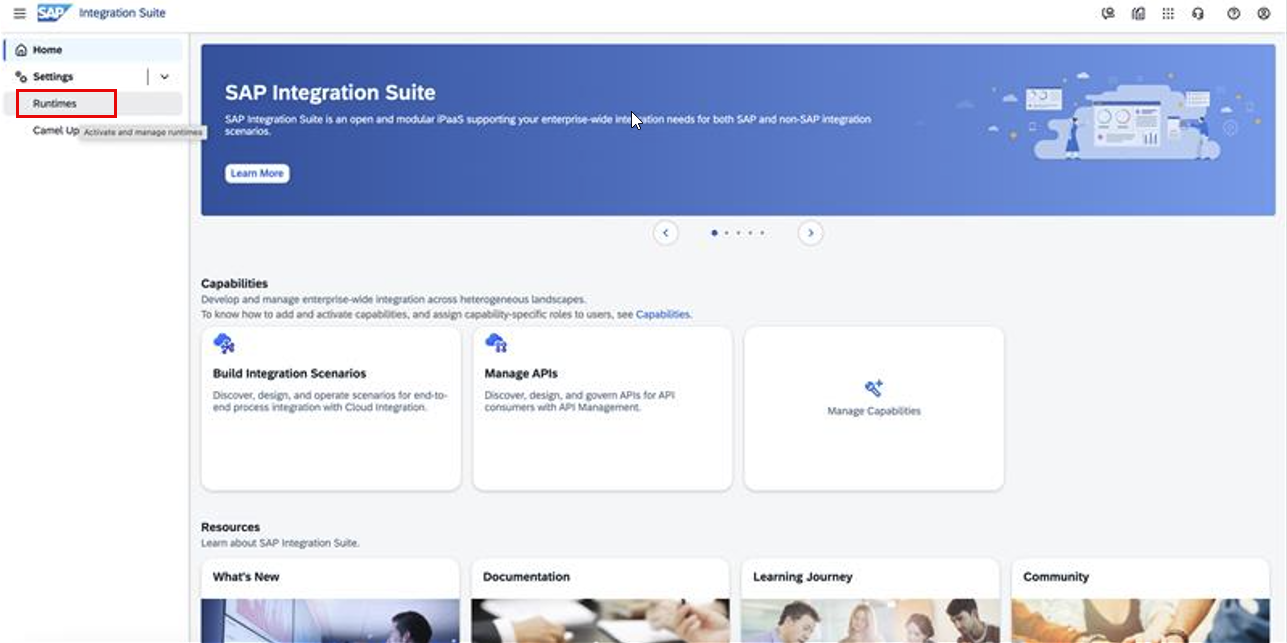 SAP Integration Suite
Home
Settings
Runtimes
Camel Up
Activate and manage runtimes
SAP Integration Suite
SAP Integration Suite is an open and modular iPaaS supporting your enterprise-wide integration needs for both SAP and non-SAP integration
scenarios.
Learn More
Capabilities
Develop and manage enterprise-wide integration across heterogeneous landscapes.
To know how to add and activate capabilities, and assign capability-specific roles to users, see Capabilities.
Build Integration Scenarios
Discover, design, and operate scenarios for end-to-
end process integration with Cloud Integration.
Manage APIs
Discover, design, and govern APIs for API
consumers with API Management.
Manage Capabilities
Resources
Learn about SAP Integration Suite.
What's New
Documentation
Learning Journey
Community